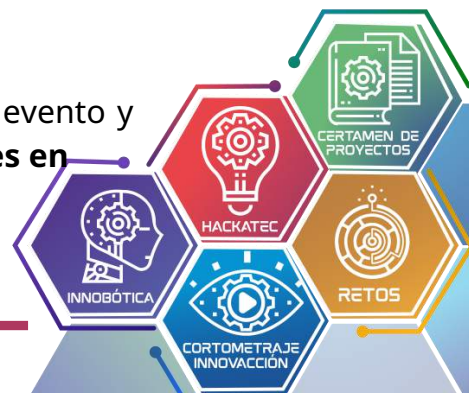 evento y
es en
CERTAMEN DE
PROYECTOS
HACKATEC
INNOBÓTICA
RETOS
CORTOMETRAJE
INNOVACCIÓN